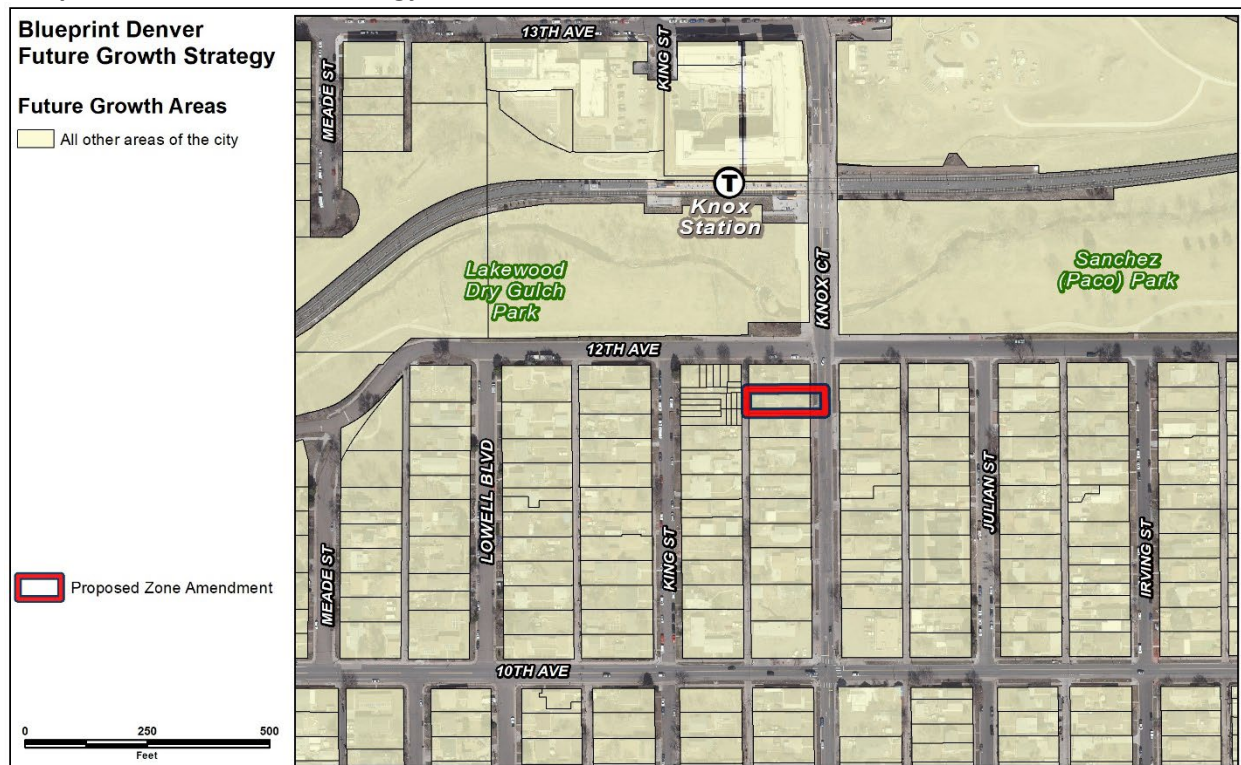 Blueprint Denver
Future Growth Strategy
Future Growth Areas
All other areas of the city
Proposed Zone Amendment
0 250 500
Feet
13TH AVE
MEADE ST
KING ST
T
Knox
Station
KNOX CT
Lakewood
Dry Gulch
Park
Sanchez
(Paco) Park
12TH AVE
LOWELL BLVD
KING ST
JULIAN ST
IRVING ST
MEADE ST
10TH AVE